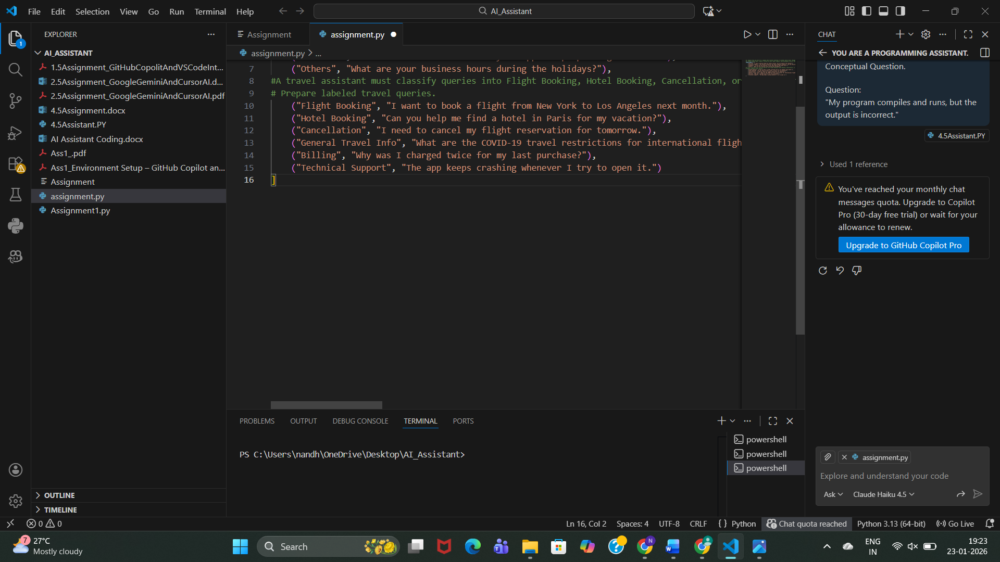 File Edit Selection View Go Run Terminal Help
AI_Assistant
EXPLORER
AI_ASSISTANT
1.5Assignment_GitHubCopolitAndVSCodeInt...
2.5Assignment_GoogleGeminiAndCursorAI.d...
2.5Assignment_GoogleGeminiAndCursorAI.pdf
4.5Assignment.docx
4.5Assistant.PY
AI Assistant Coding.docx
Ass1_.pdf
Ass1_Environment Setup – GitHub Copilot an...
Assignment
assignment.py
Assignment1.py
OUTLINE
TIMELINE
1
Assignment
assignment.py
assignment.py > ...
7 ("Others", "What are your business hours during the holidays?"),
8 #A travel assistant must classify queries into Flight Booking, Hotel Booking, Cancellation, or
9 # Prepare labeled travel queries.
10 ("Flight Booking", "I want to book a flight from New York to Los Angeles next month."),
11 ("Hotel Booking", "Can you help me find a hotel in Paris for my vacation?"),
12 ("Cancellation", "I need to cancel my flight reservation for tomorrow."),
13 ("General Travel Info", "What are the COVID-19 travel restrictions for international fligh
14 ("Billing", "Why was I charged twice for my last purchase?"),
15 ("Technical Support", "The app keeps crashing whenever I try to open it.")
16 ]
PROBLEMS OUTPUT DEBUG CONSOLE TERMINAL PORTS
PS C:\Users\nandh\OneDrive\Desktop\AI_Assistant>
powershell
powershell
powershell
CHAT
YOU ARE A PROGRAMMING ASSISTANT.
Conceptual Question.
Question:
"My program compiles and runs, but the
output is incorrect."
4.5Assistant.PY
Used 1 reference
You've reached your monthly chat
messages quota. Upgrade to Copilot
Pro (30-day free trial) or wait for your
allowance to renew.
Upgrade to GitHub Copilot Pro
assignment.py
Explore and understand your code
Ask
Claude Haiku 4.5
0 0
Ln 16, Col 2 Spaces: 4 UTF-8 CRLF { } Python Chat quota reached Python 3.13 (64-bit) Go Live
7
27°C
Mostly cloudy
Search
N
ENG
IN
19:23
23-01-2026